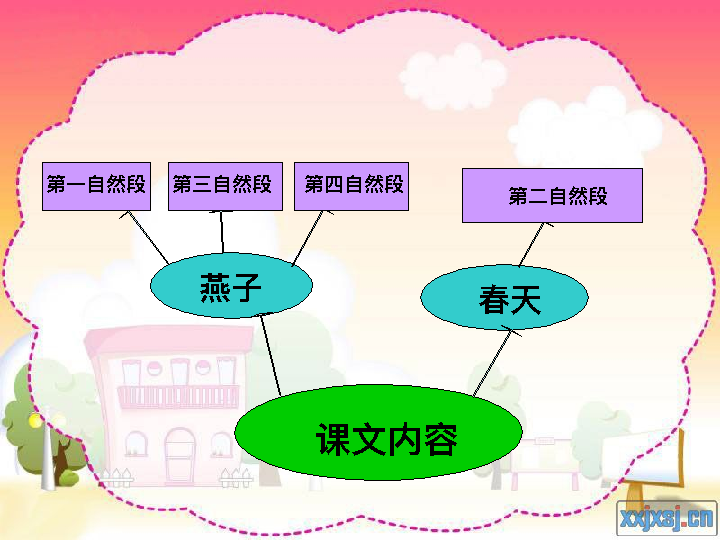 第一自然段
第三自然段
第四自然段
第二自然段
燕子
春天
课文内容
xxjxsj.cn